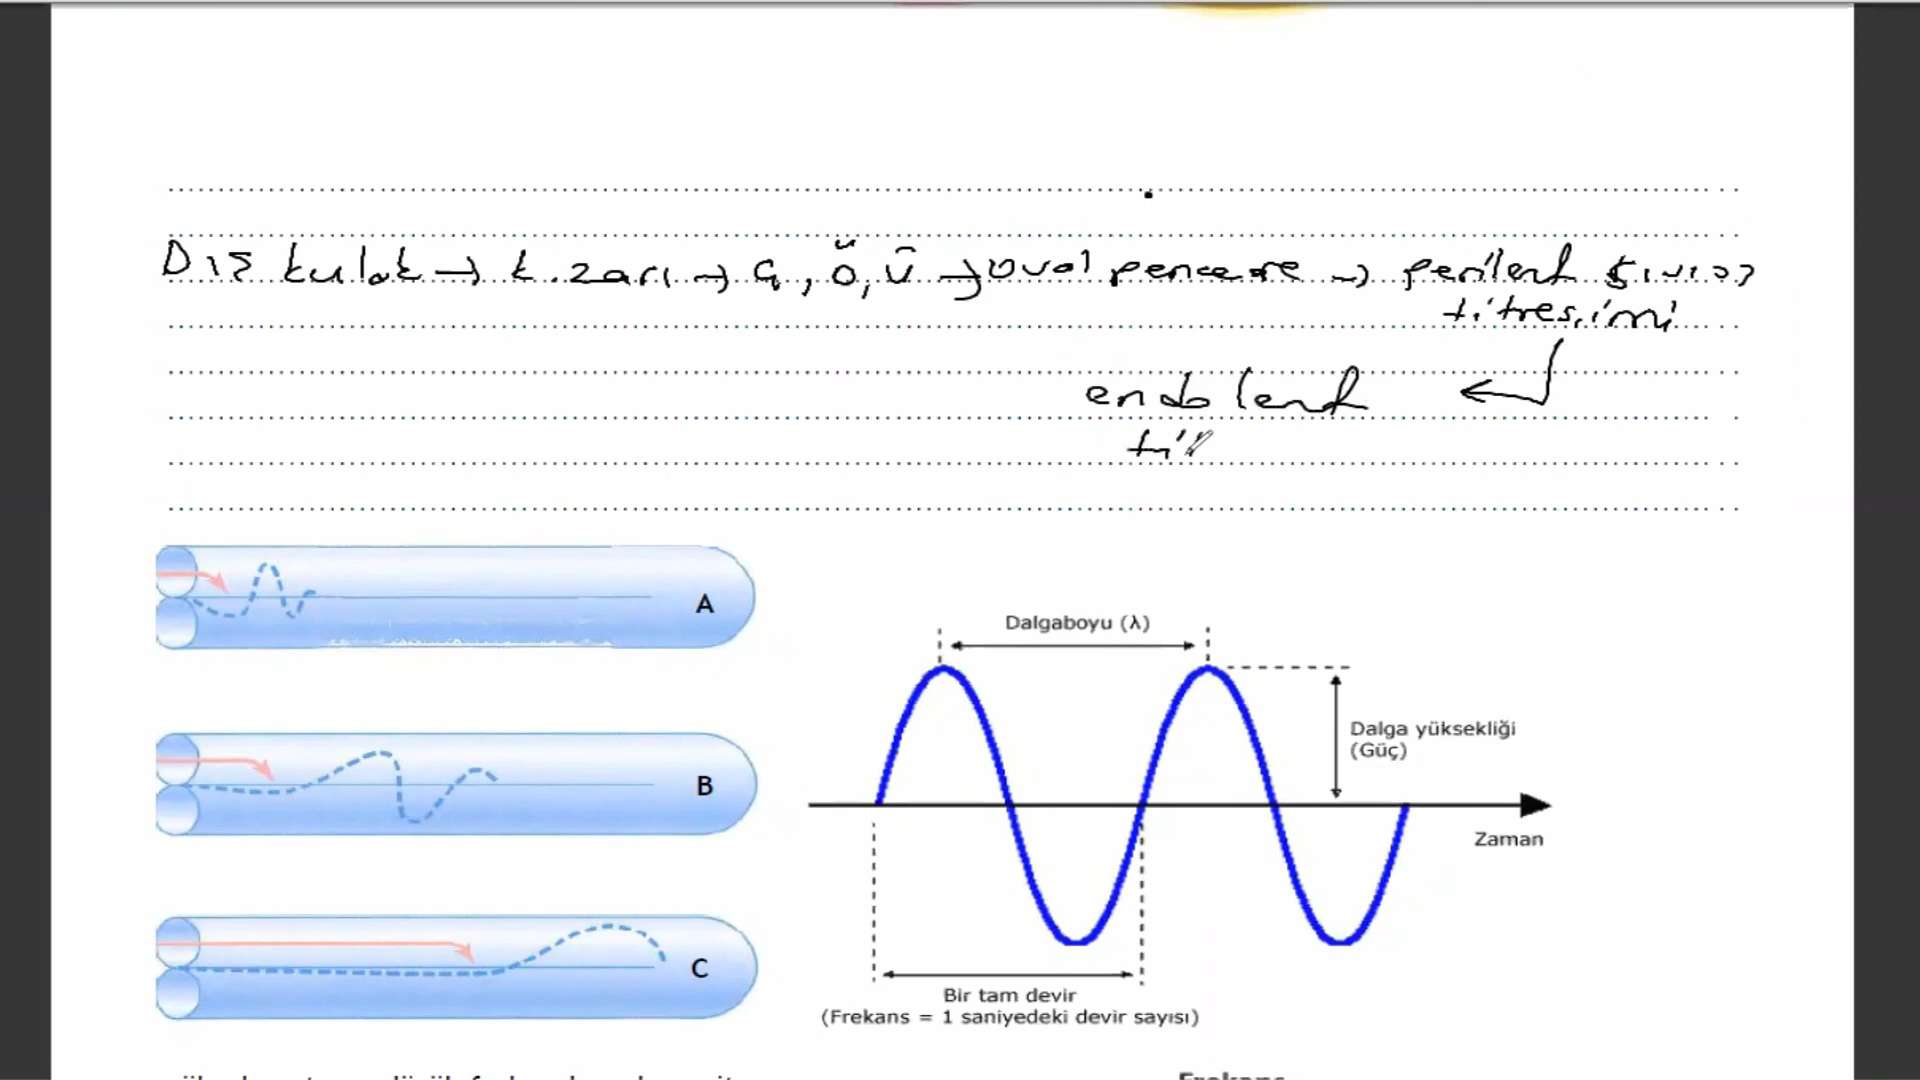 Dış kulak → k. zarı → ç, ö, ü → oval pencere → perilenf sıvısı
titreşimi
endolenf
tit
A
Dalgaboyu (λ)
Dalga yüksekliği
(Güç)
B
Zaman
C
Bir tam devir
(Frekans = 1 saniyedeki devir sayısı)